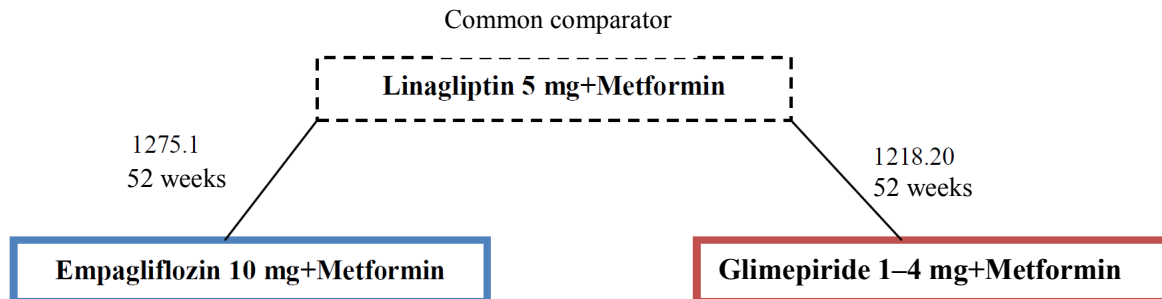 Common comparator
Linagliptin 5 mg+Metformin
1275.1
52 weeks
1218.20
52 weeks
Empagliflozin 10 mg+Metformin
Glimepiride 1–4 mg+Metformin